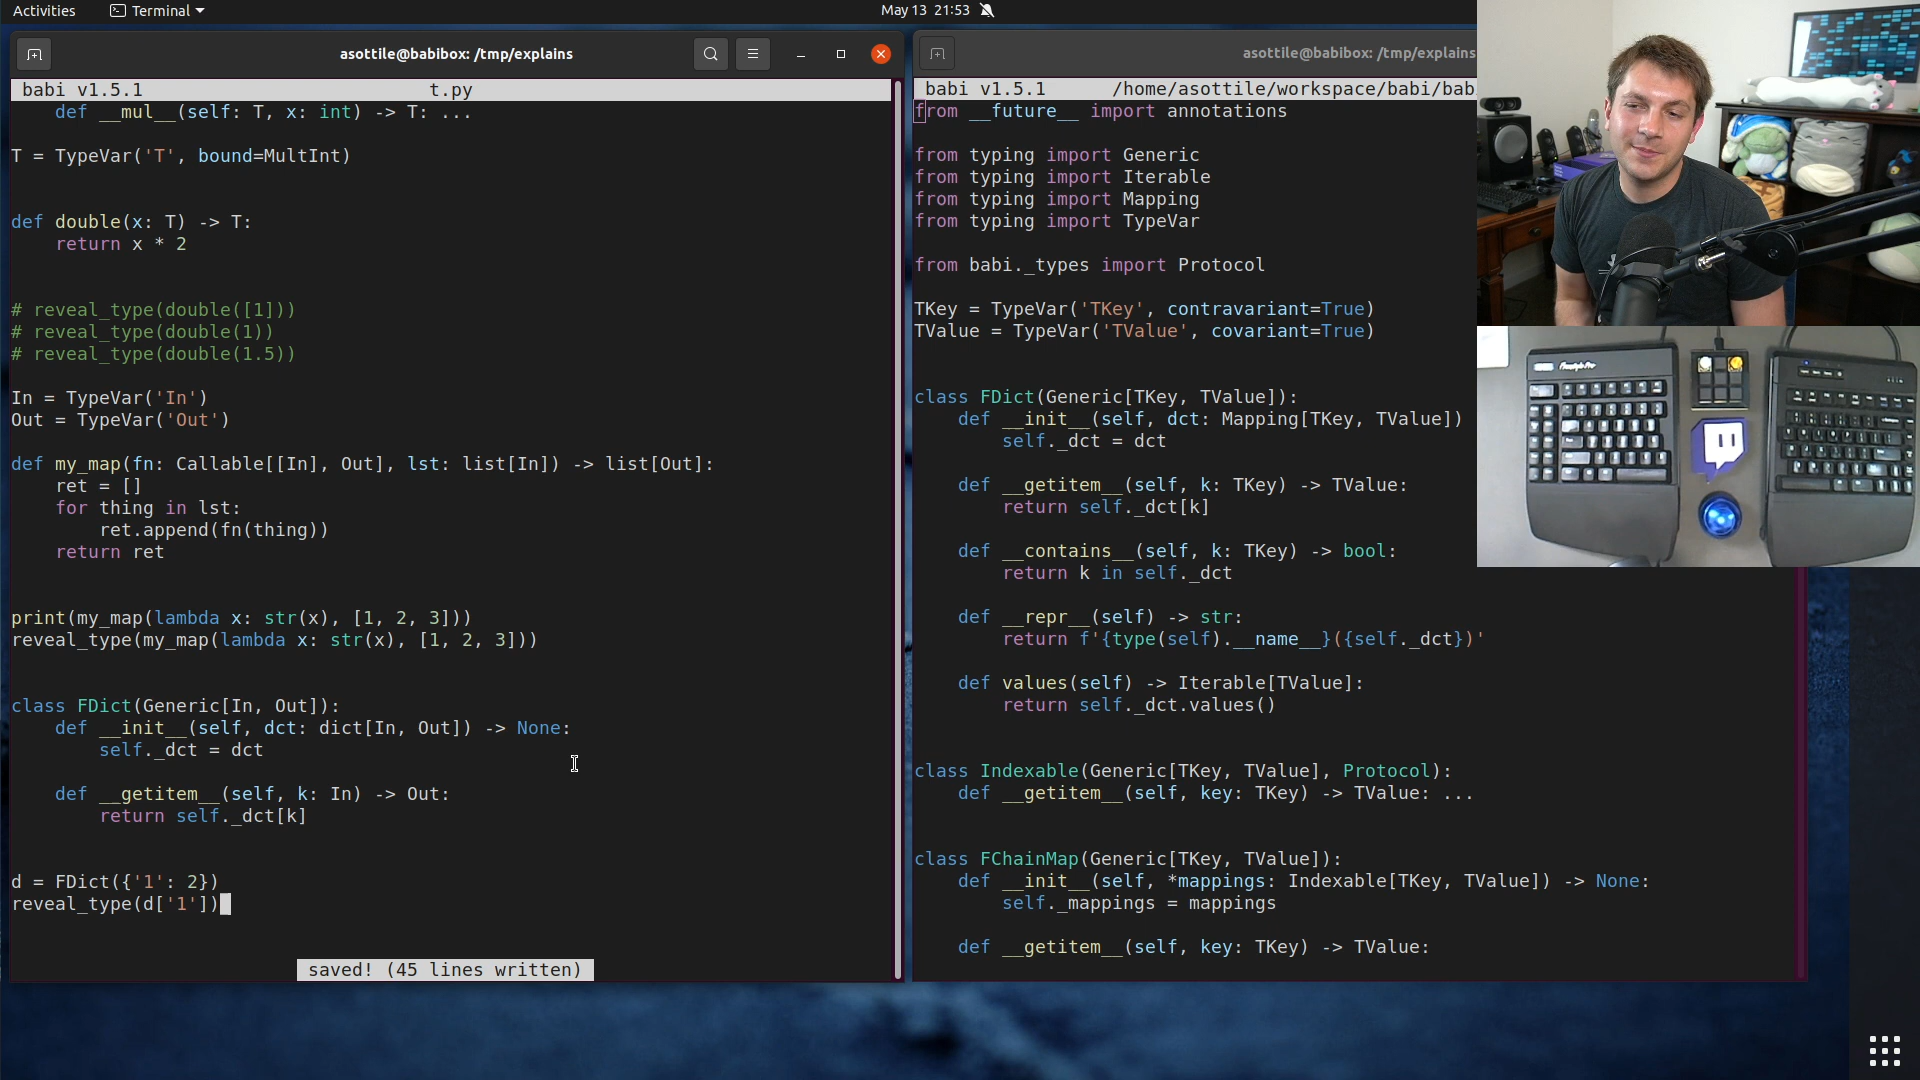 Activities
Terminal
May 13 21:53
asottile@babibox: /tmp/explains
babi v1.5.1 t.py
def __mul__(self: T, x: int) -> T: ...
T = TypeVar('T', bound=MultInt)
def double(x: T) -> T:
return x * 2
# reveal_type(double([1]))
# reveal_type(double(1))
# reveal_type(double(1.5))
In = TypeVar('In')
Out = TypeVar('Out')
def my_map(fn: Callable[[In], Out], lst: list[In]) -> list[Out]:
ret = []
for thing in lst:
ret.append(fn(thing))
return ret
print(my_map(lambda x: str(x), [1, 2, 3]))
reveal_type(my_map(lambda x: str(x), [1, 2, 3]))
class FDict(Generic[In, Out]):
def __init__(self, dct: dict[In, Out]) -> None:
self._dct = dct
def __getitem__(self, k: In) -> Out:
return self._dct[k]
d = FDict({'1': 2})
reveal_type(d['1'])
saved! (45 lines written)
asottile@babibox: /tmp/explains
babi v1.5.1 /home/asottile/workspace/babi/bab
from __future__ import annotations
from typing import Generic
from typing import Iterable
from typing import Mapping
from typing import TypeVar
from babi._types import Protocol
TKey = TypeVar('TKey', contravariant=True)
TValue = TypeVar('TValue', covariant=True)
class FDict(Generic[TKey, TValue]):
def __init__(self, dct: Mapping[TKey, TValue])
self._dct = dct
def __getitem__(self, k: TKey) -> TValue:
return self._dct[k]
def __contains__(self, k: TKey) -> bool:
return k in self._dct
def __repr__(self) -> str:
return f'{type(self).__name__}({self._dct})'
def values(self) -> Iterable[TValue]:
return self._dct.values()
class Indexable(Generic[TKey, TValue], Protocol):
def __getitem__(self, key: TKey) -> TValue: ...
class FChainMap(Generic[TKey, TValue]):
def __init__(self, *mappings: Indexable[TKey, TValue]) -> None:
self._mappings = mappings
def __getitem__(self, key: TKey) -> TValue: